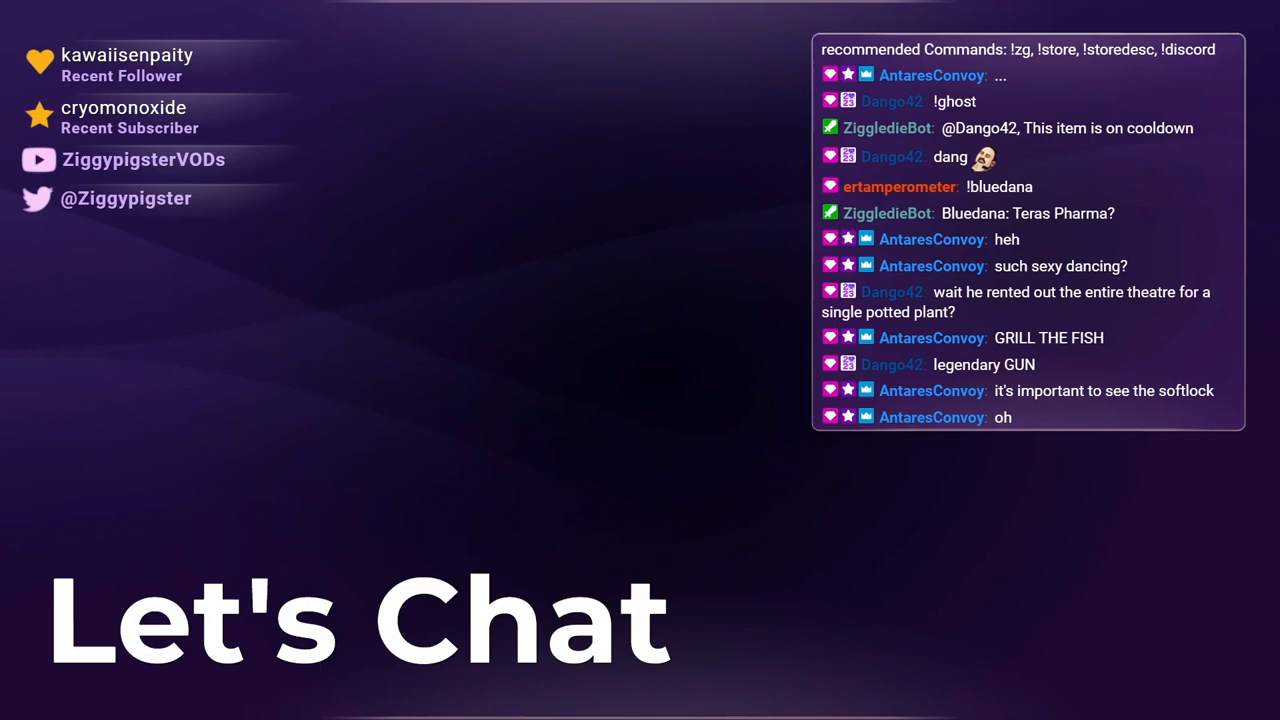 kawaiisenpaity
Recent Follower
cryomonoxide
Recent Subscriber
ZiggypigsterVODs
@Ziggypigster
recommended Commands: !zg, !store, !storedesc, !discord
AntaresConvoy: ...
Dango42: !ghost
ZiggledieBot: @Dango42, This item is on cooldown
Dango42: dang
ertamperometer: !bluedana
ZiggledieBot: Bluedana: Teras Pharma?
AntaresConvoy: heh
AntaresConvoy: such sexy dancing?
Dango42: wait he rented out the entire theatre for a
single potted plant?
AntaresConvoy: GRILL THE FISH
Dango42: legendary GUN
AntaresConvoy: it's important to see the softlock
AntaresConvoy: oh
Let's Chat